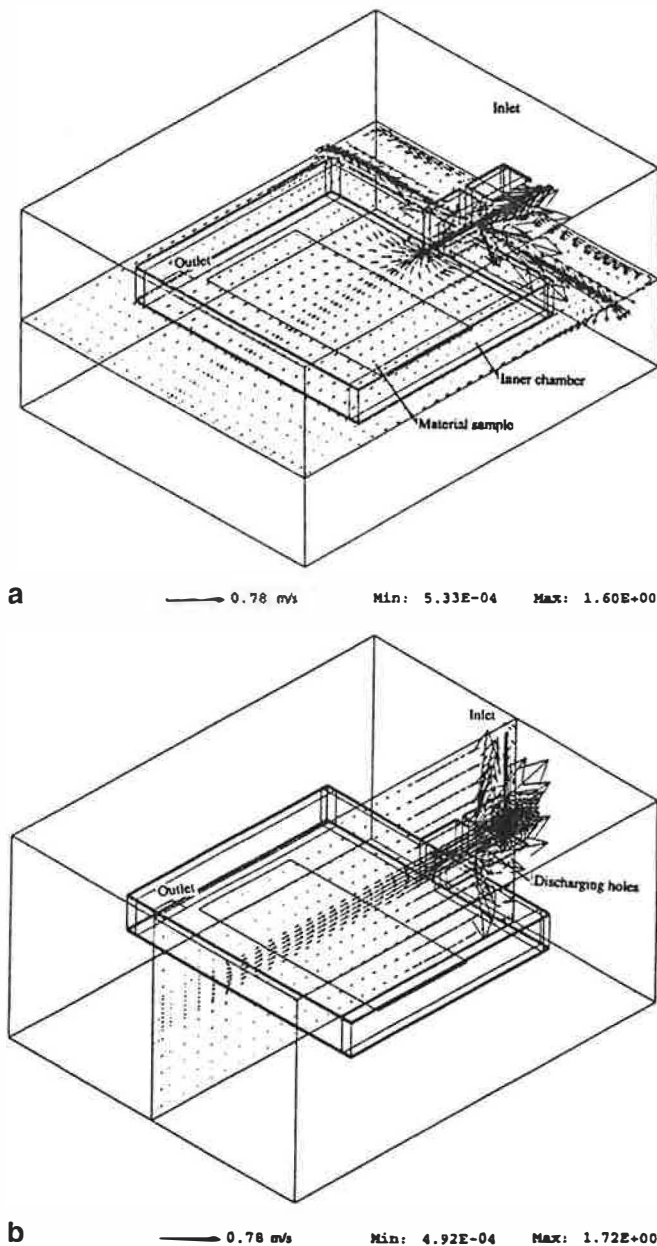 Inlet
Outlet
Inner chamber
Material sample
a
0.78 m/s Min: 5.33E-04 Max: 1.60E+00
Inlet
Outlet
Discharging holes
b
0.78 m/s Min: 4.92E-04 Max: 1.72E+00